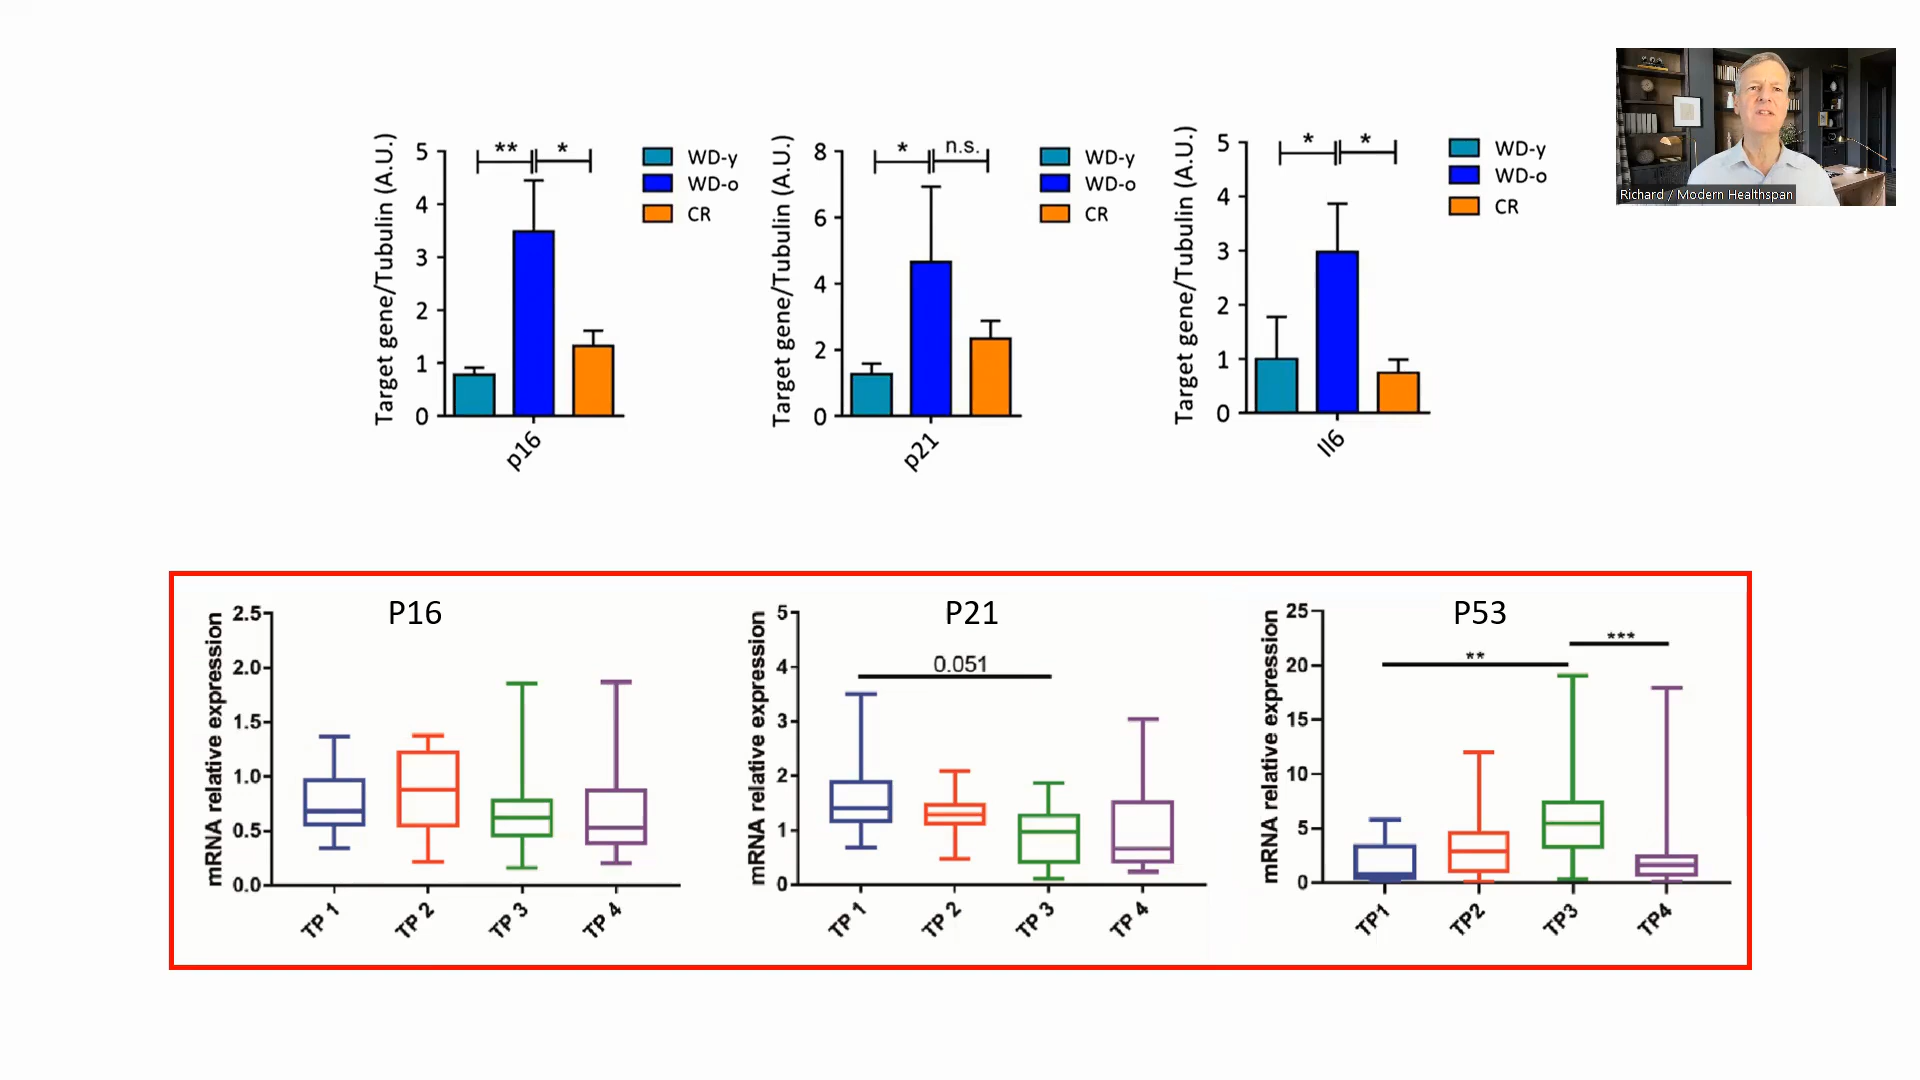 Target gene/Tubulin (A.U.)
5
4
3
2
1
0
**
*
WD-y
WD-o
CR
p16
Target gene/Tubulin (A.U.)
8
6
4
2
0
*
n.s.
WD-y
WD-o
CR
p21
Target gene/Tubulin (A.U.)
5
4
3
2
1
0
*
*
WD-y
WD-o
CR
Il6
Richard / Modern Healthspan
P16
mRNA relative expression
2.5
2.0
1.5
1.0
0.5
0.0
TP 1
TP 2
TP 3
TP 4
P21
mRNA relative expression
5
4
3
2
1
0
0.051
TP 1
TP 2
TP 3
TP 4
P53
mRNA relative expression
25
20
15
10
5
0
**
***
TP1
TP2
TP3
TP4